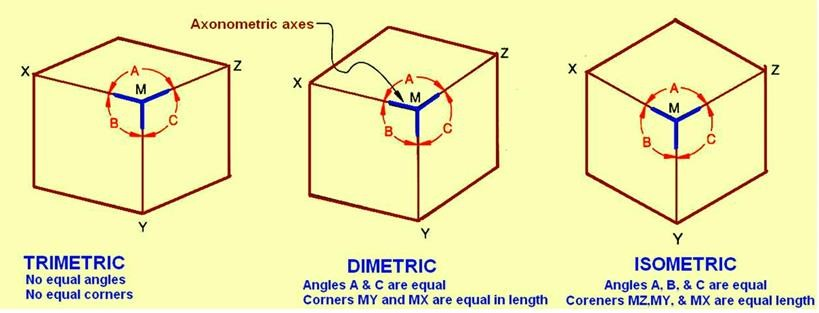 Axonometric axes
X
A
Z
M
B
C
Y
X
A
Z
M
B
C
Y
X
A
Z
M
B
C
Y
TRIMETRIC
No equal angles
No equal corners
DIMETRIC
Angles A & C are equal
Corners MY and MX are equal in length
ISOMETRIC
Angles A, B, & C are equal
Coreners MZ,MY, & MX are equal length